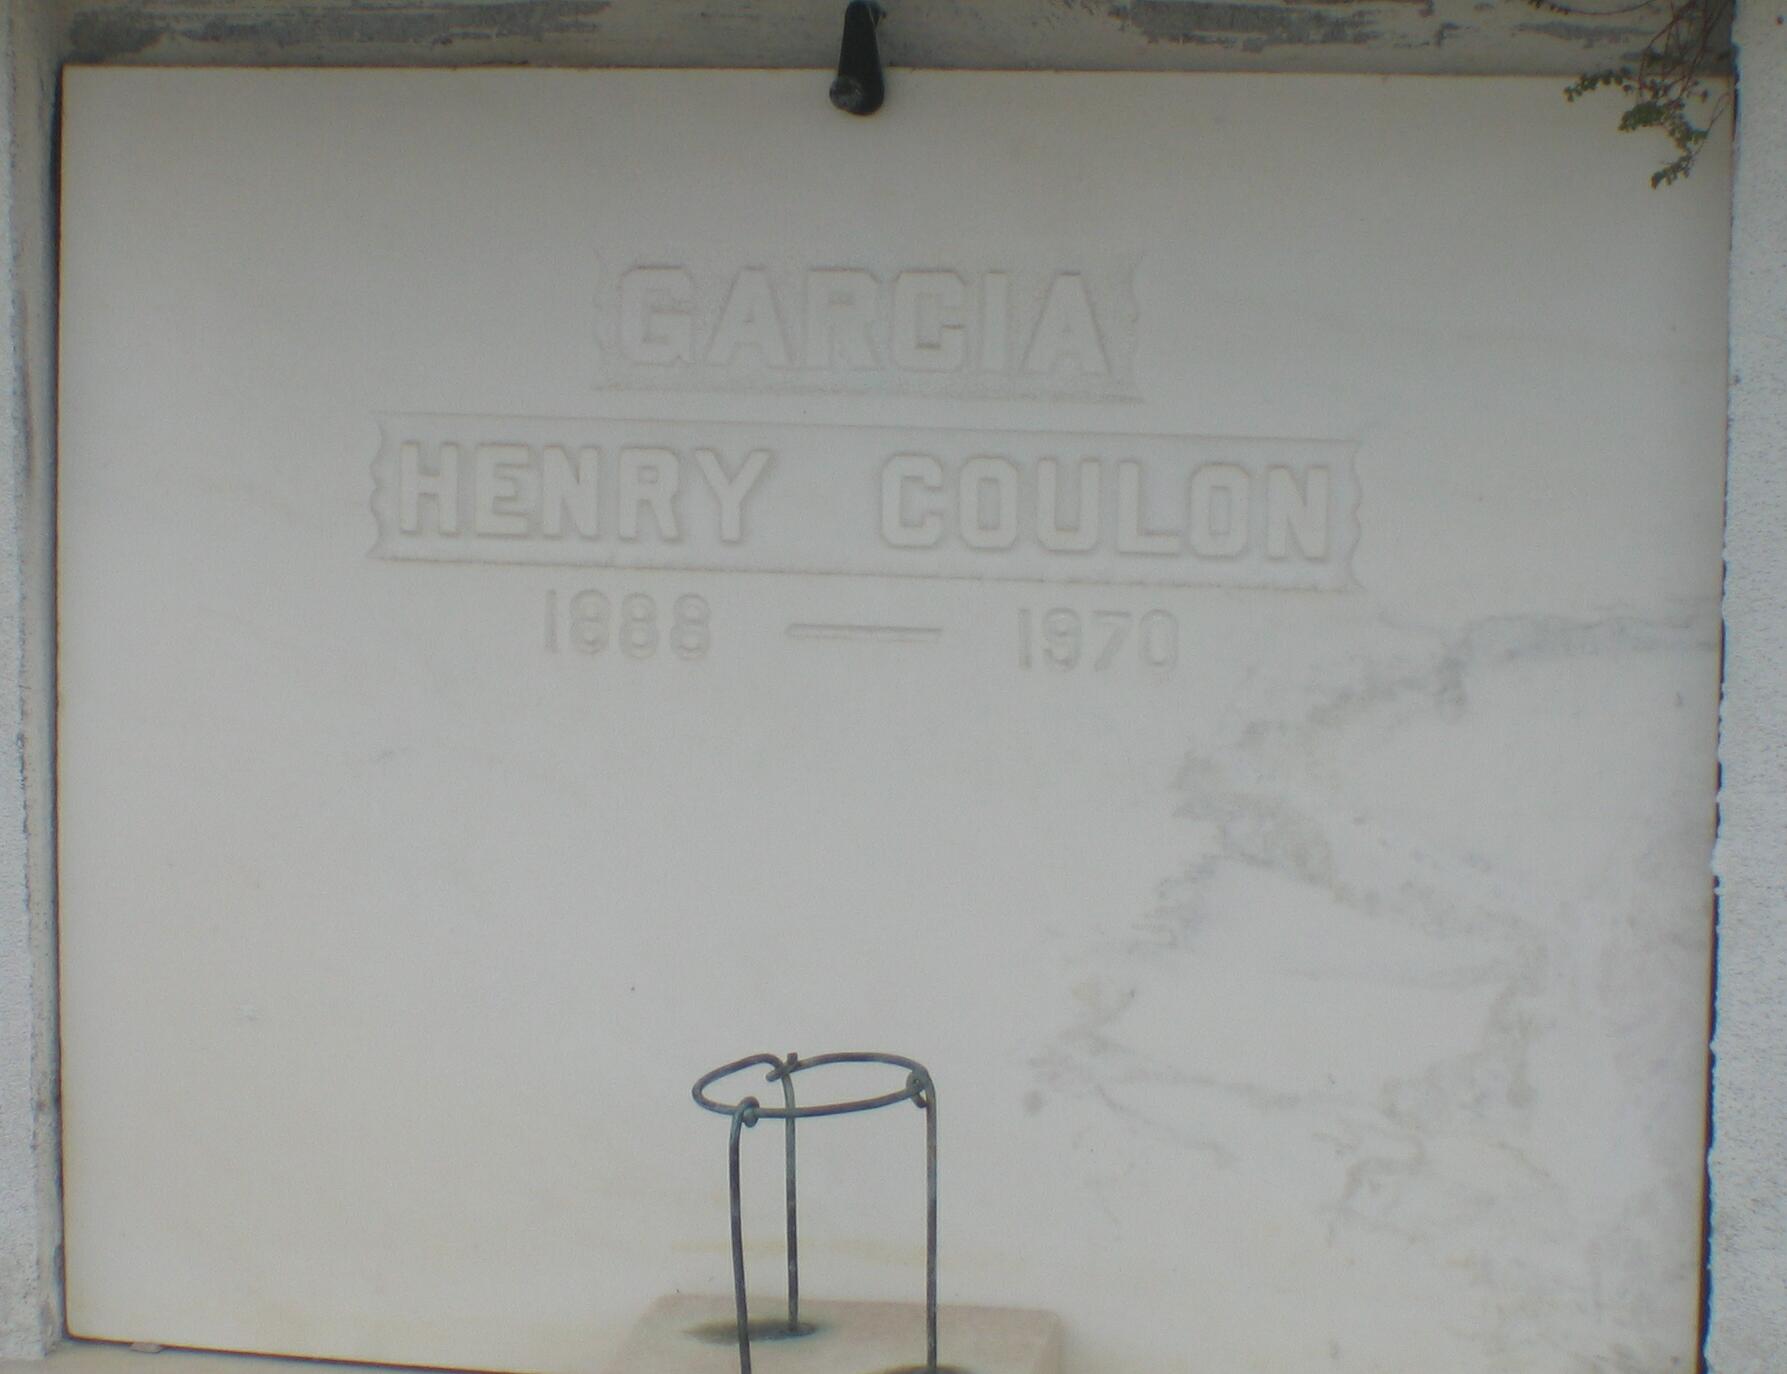 GARCIA
HENRY COULON
1888 — 1970